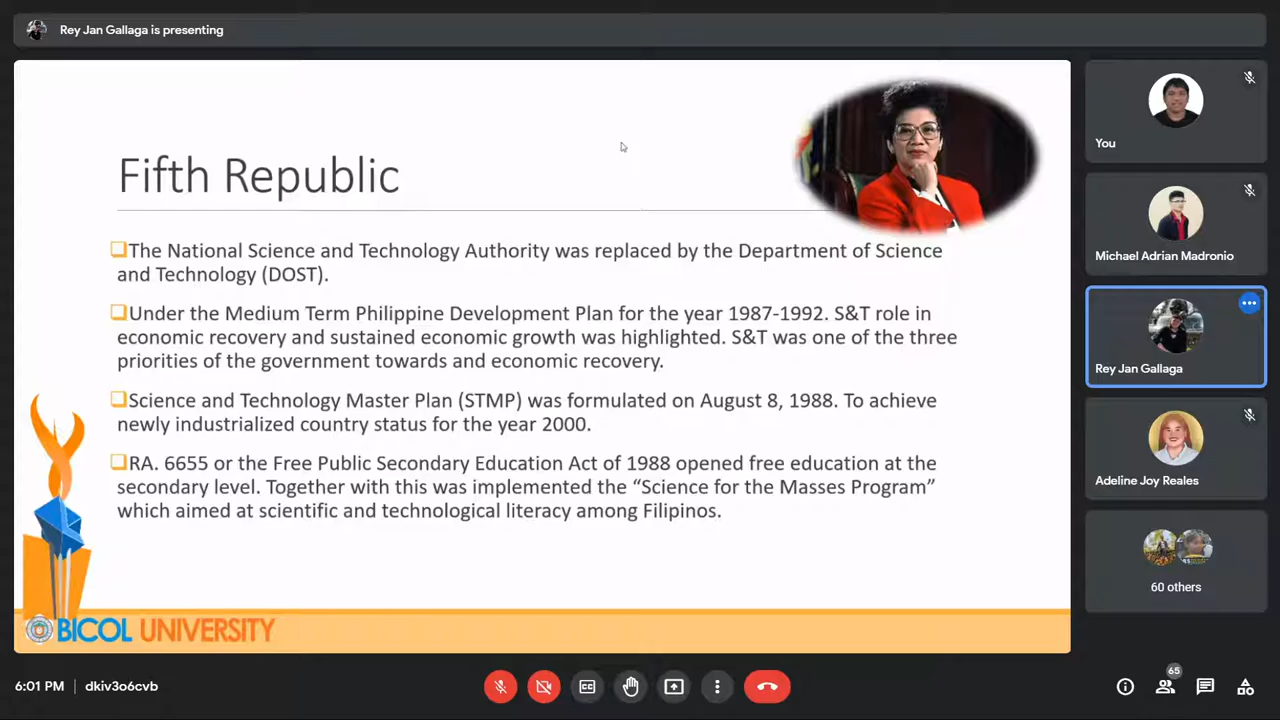 Rey Jan Gallaga is presenting
Fifth Republic
The National Science and Technology Authority was replaced by the Department of Science
and Technology (DOST).
Under the Medium Term Philippine Development Plan for the year 1987-1992. S&T role in
economic recovery and sustained economic growth was highlighted. S&T was one of the three
priorities of the government towards and economic recovery.
Science and Technology Master Plan (STMP) was formulated on August 8, 1988. To achieve
newly industrialized country status for the year 2000.
RA. 6655 or the Free Public Secondary Education Act of 1988 opened free education at the
secondary level. Together with this was implemented the “Science for the Masses Program”
which aimed at scientific and technological literacy among Filipinos.
BICOL UNIVERSITY
You
Michael Adrian Madronio
Rey Jan Gallaga
Adeline Joy Reales
60 others
6:01 PM | dkiv3o6cvb
CC
65